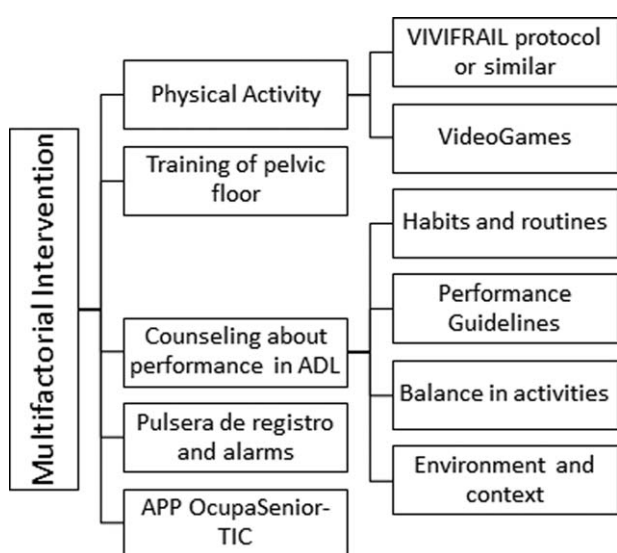 Multifactorial Intervention
Physical Activity
VIVIFRAIL protocol
or similar
VideoGames
Training of pelvic
floor
Counseling about
performance in ADL
Habits and routines
Performance
Guidelines
Balance in activities
Environment and
context
Pulsera de registro
and alarms
APP OcupaSenior-
TIC